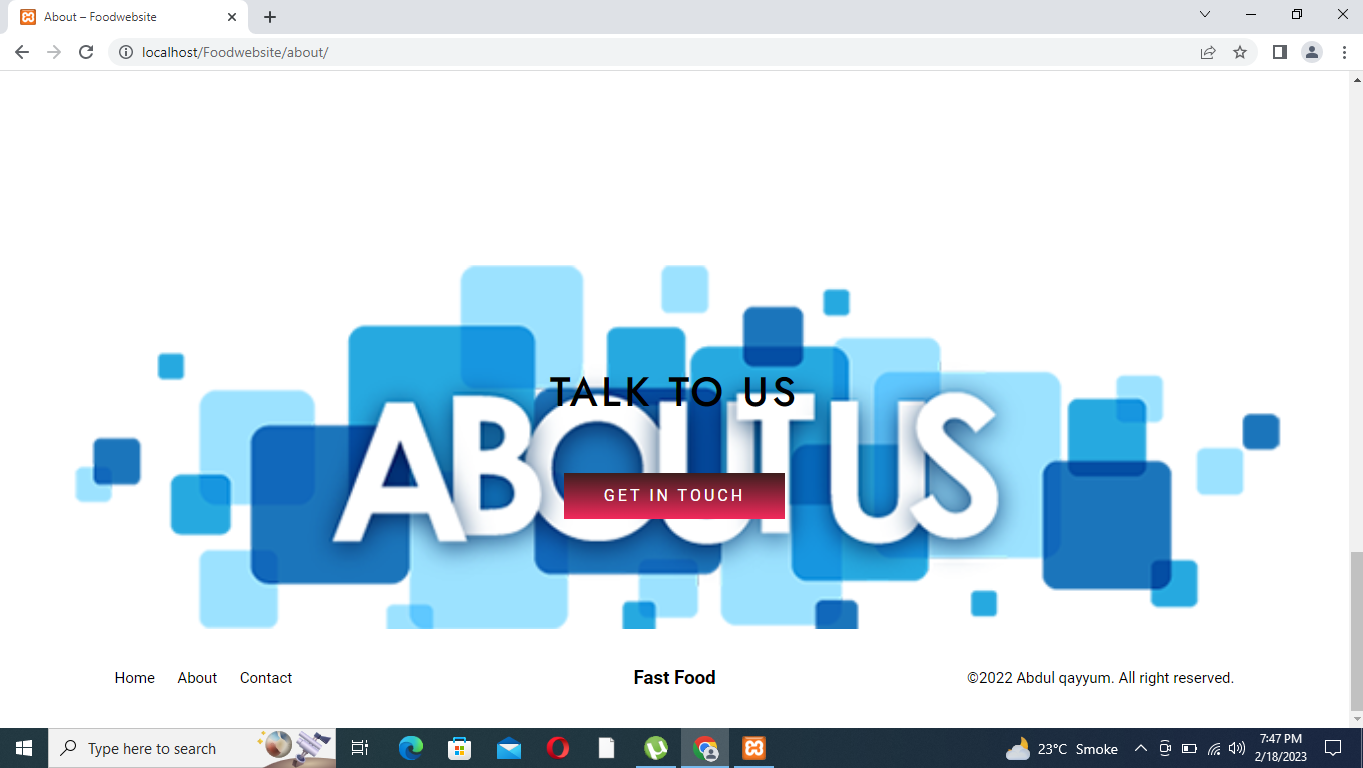 About – Foodwebsite
localhost/Foodwebsite/about/
TALK TO US
ABOUT US
GET IN TOUCH
Home About Contact
Fast Food
©2022 Abdul qayyum. All right reserved.
Type here to search
23°C Smoke
7:47 PM
2/18/2023